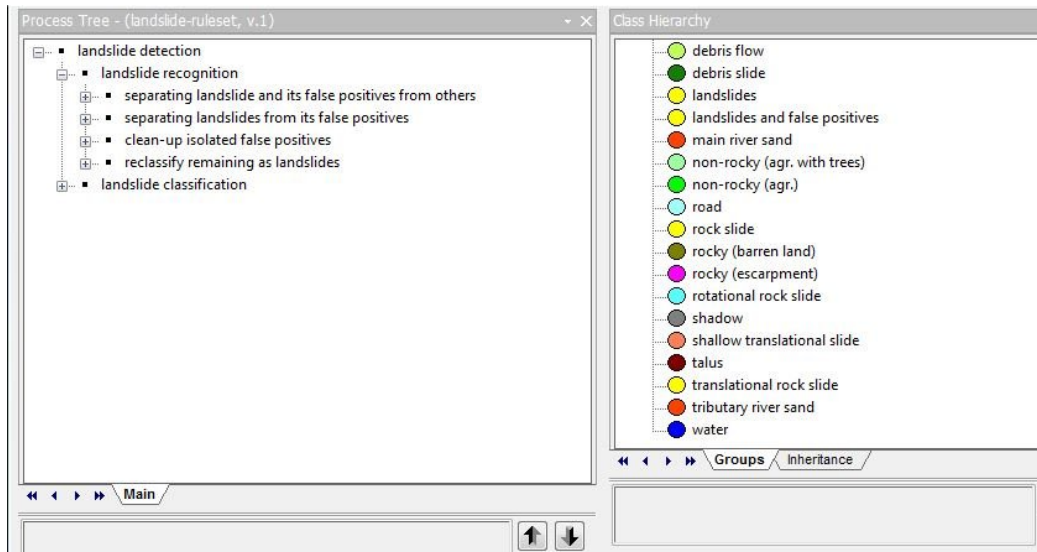 Process Tree - (landslide-ruleset, v.1)
landslide detection
landslide recognition
separating landslide and its false positives from others
separating landslides from its false positives
clean-up isolated false positives
reclassify remaining as landslides
landslide classification
Main
Class Hierarchy
debris flow
debris slide
landslides
landslides and false positives
main river sand
non-rocky (agr. with trees)
non-rocky (agr.)
road
rock slide
rocky (barren land)
rocky (escarpment)
rotational rock slide
shadow
shallow translational slide
talus
translational rock slide
tributary river sand
water
Groups Inheritance